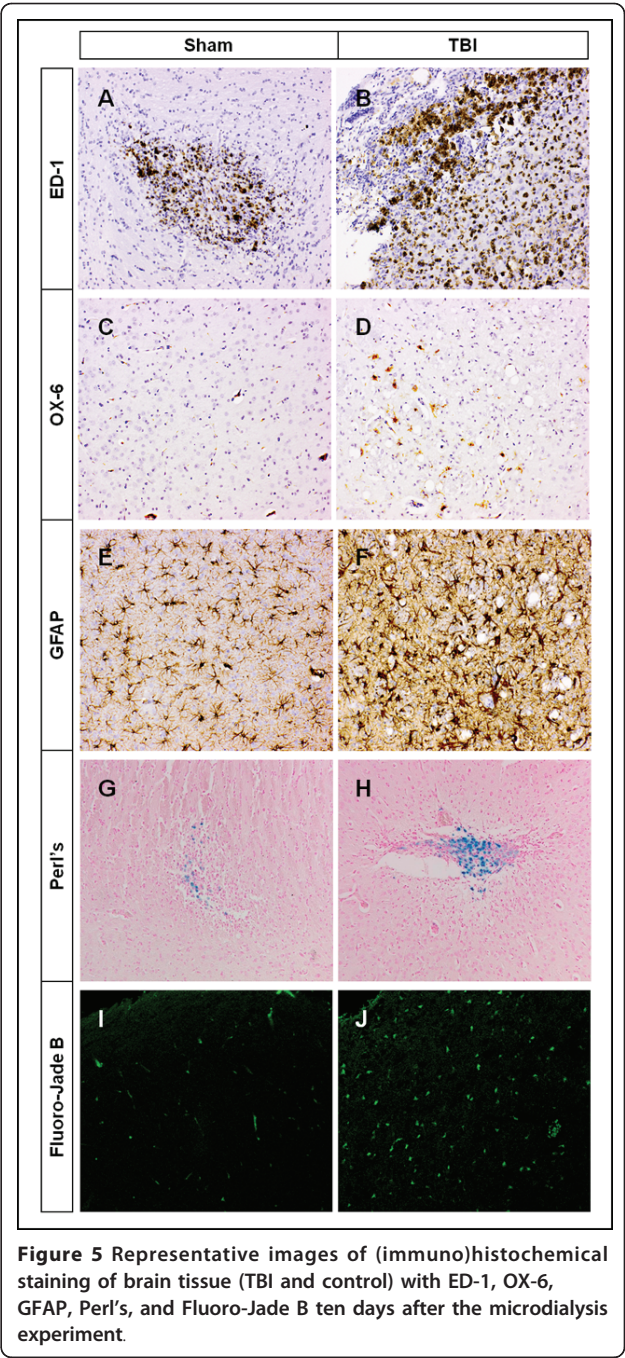 Sham TBI
ED-1
A B
OX-6
C D
GFAP
E F
Perl's
G H
Fluoro-Jade B
I J
Figure 5 Representative images of (immuno)histochemical
staining of brain tissue (TBI and control) with ED-1, OX-6,
GFAP, Perl's, and Fluoro-Jade B ten days after the microdialysis
experiment.